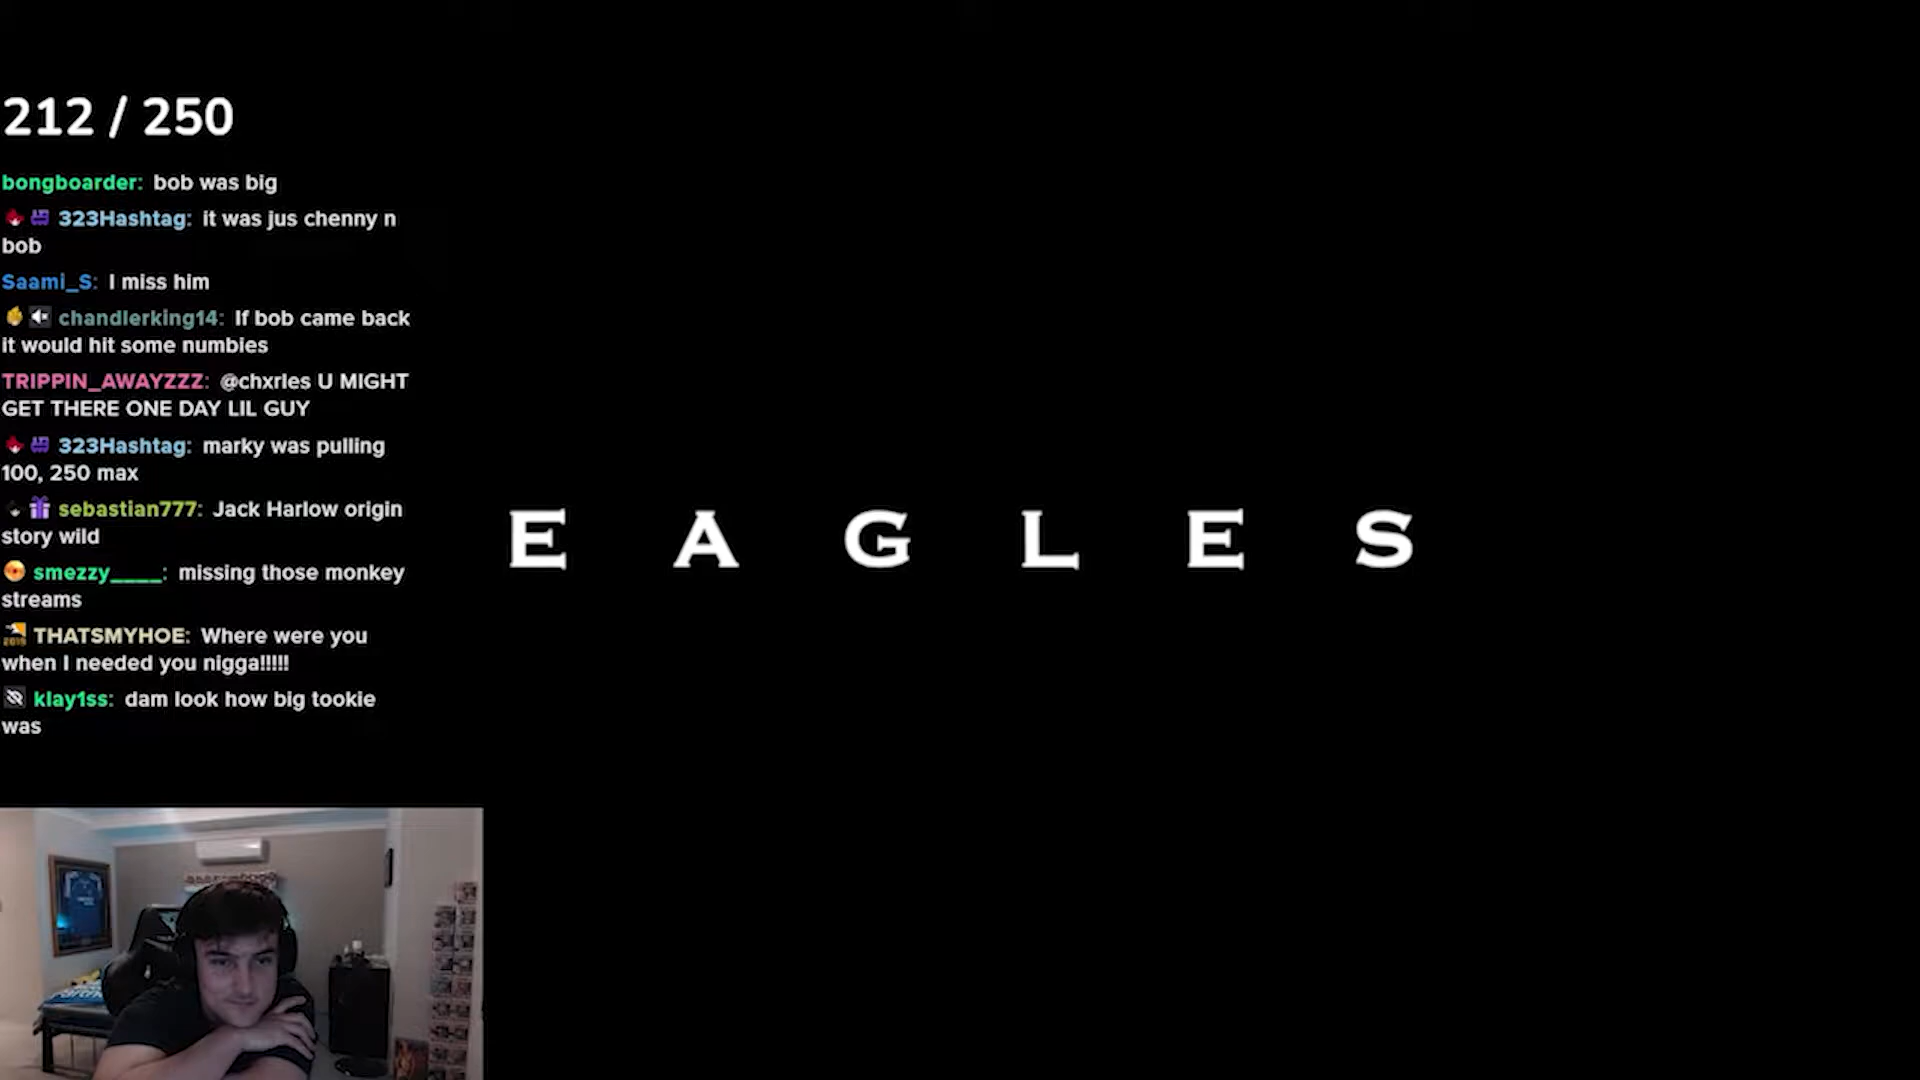 212 / 250
bongboarder: bob was big
323Hashtag: it was jus chenny n
bob
Saami_S: I miss him
chandlerking14: If bob came back
it would hit some numbies
TRIPPIN_AWAYZZZ: @chxrles U MIGHT
GET THERE ONE DAY LIL GUY
323Hashtag: marky was pulling
100, 250 max
sebastian777: Jack Harlow origin
story wild
smezzy____: missing those monkey
streams
THATSMYHOE: Where were you
when I needed you nigga!!!!!
klay1ss: dam look how big tookie
was
E A G L E S